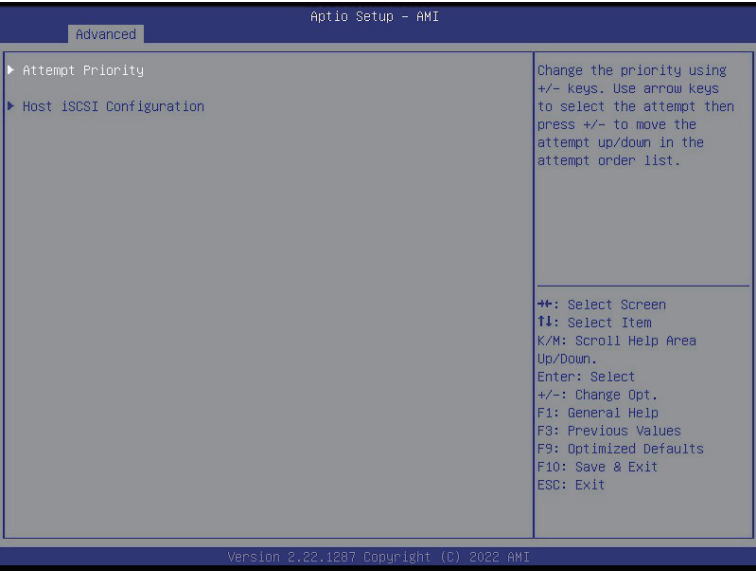 Aptio Setup – AMI
Advanced
▶ Attempt Priority
▶ Host iSCSI Configuration
Change the priority using
+/– keys. Use arrow keys
to select the attempt then
press +/– to move the
attempt up/down in the
attempt order list.
→←: Select Screen
↑↓: Select Item
K/M: Scroll Help Area
Up/Down.
Enter: Select
+/–: Change Opt.
F1: General Help
F3: Previous Values
F9: Optimized Defaults
F10: Save & Exit
ESC: Exit
Version 2.22.1287 Copyright (C) 2022 AMI